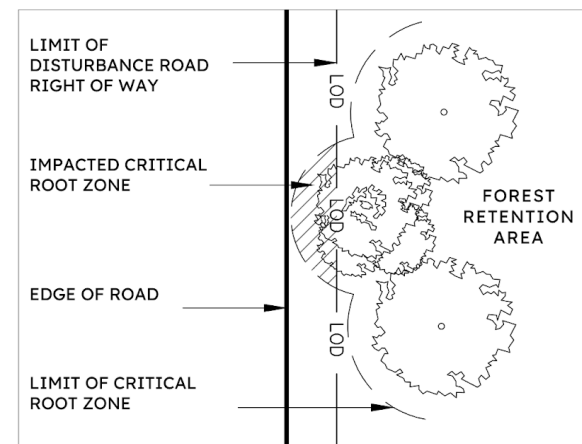 LIMIT OF
DISTURBANCE ROAD
RIGHT OF WAY
LOD
IMPACTED CRITICAL
ROOT ZONE
LOD
FOREST
RETENTION
AREA
EDGE OF ROAD
LOD
LIMIT OF CRITICAL
ROOT ZONE